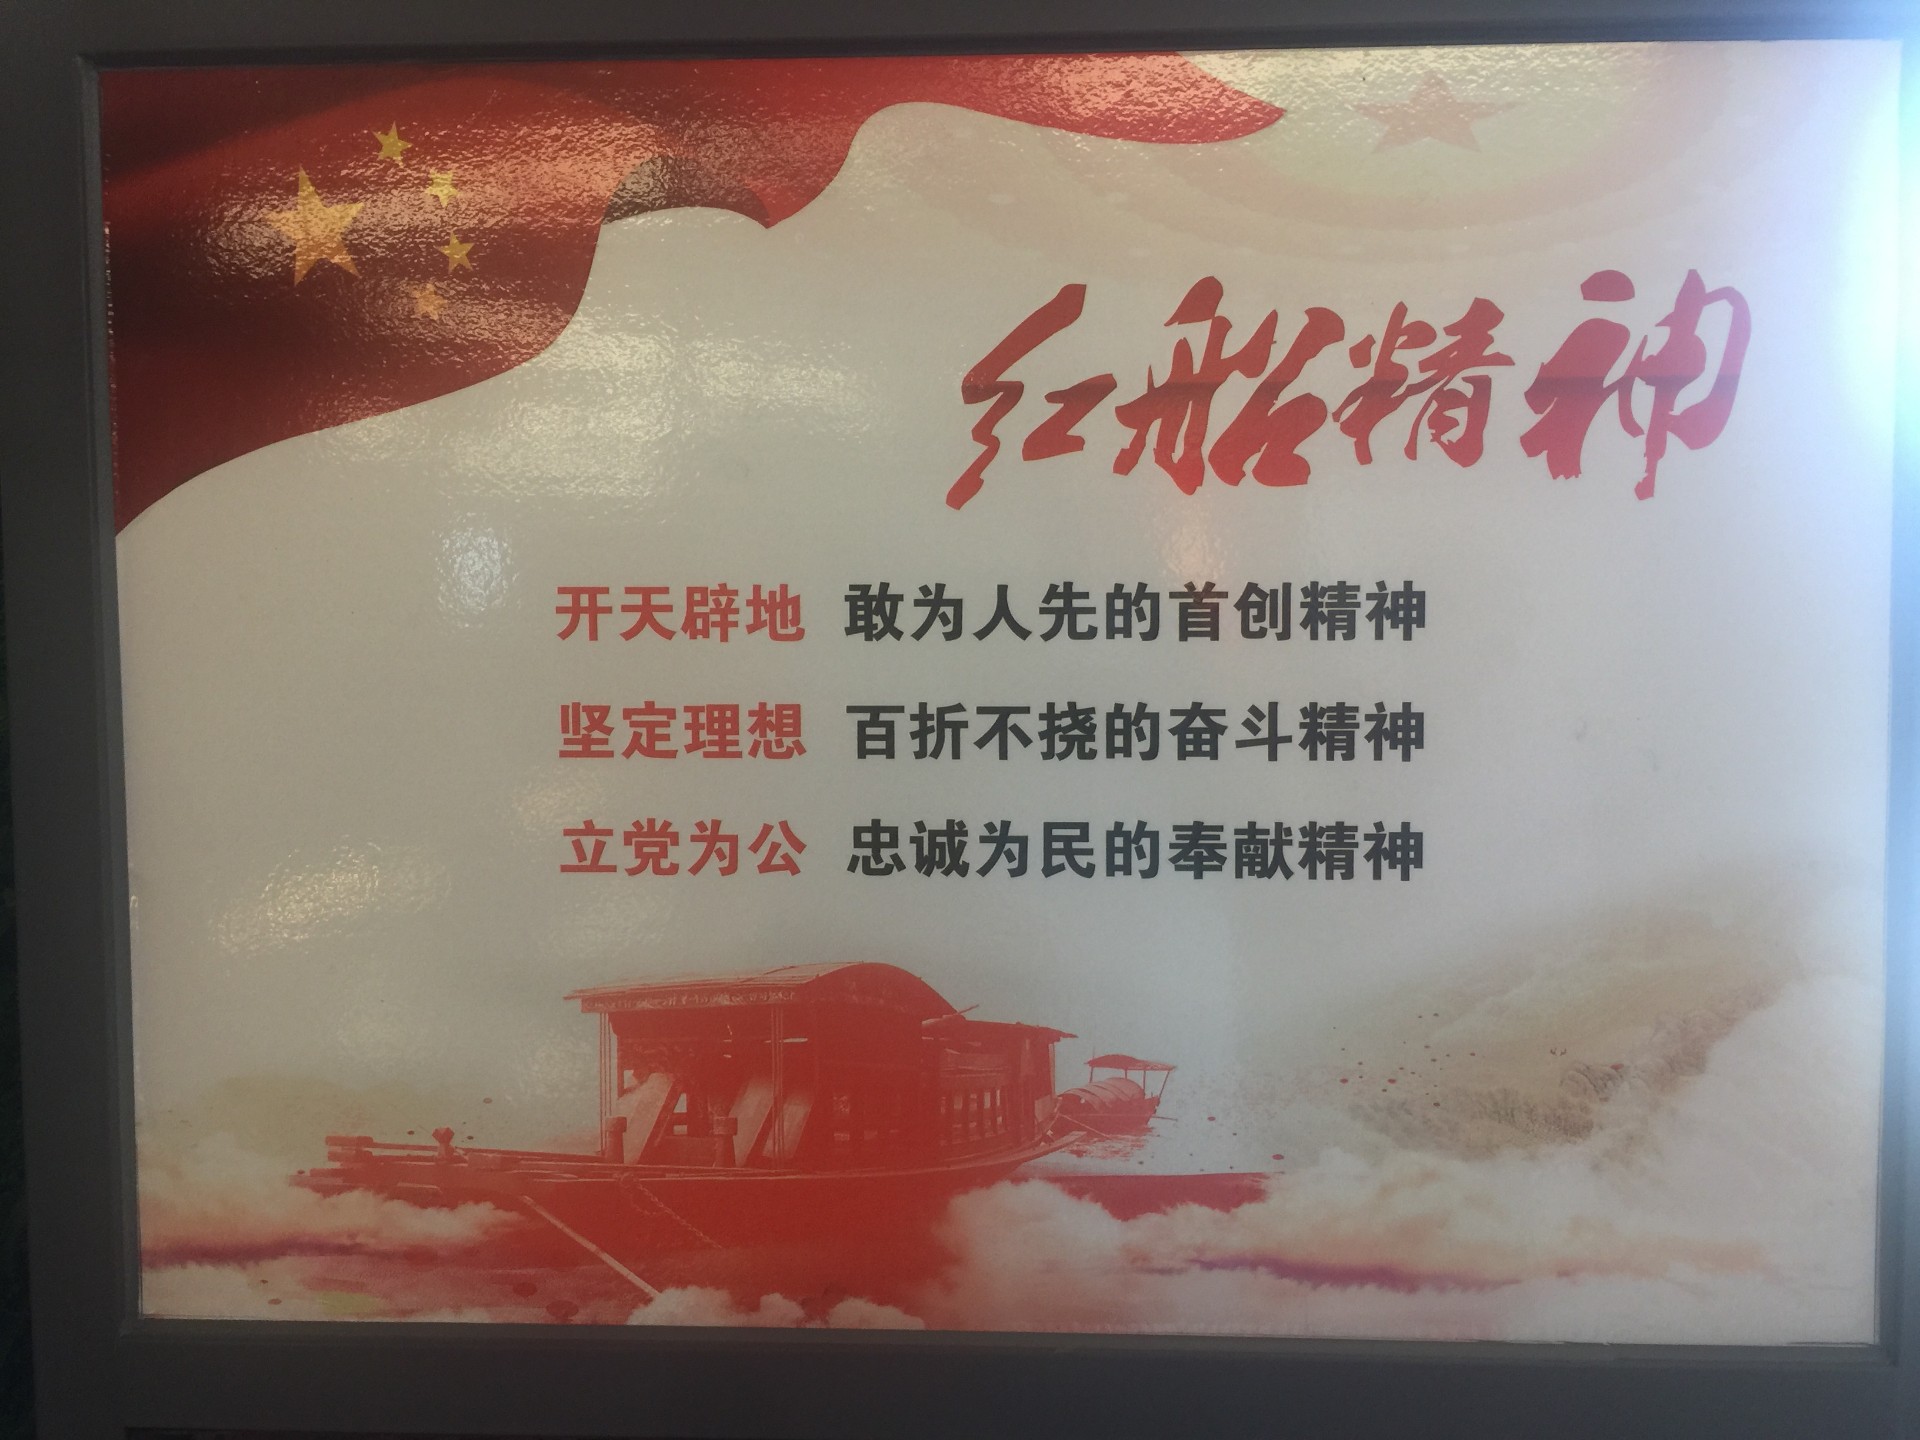 红船精神
开天辟地 敢为人先的首创精神
坚定理想 百折不挠的奋斗精神
立党为公 忠诚为民的奉献精神